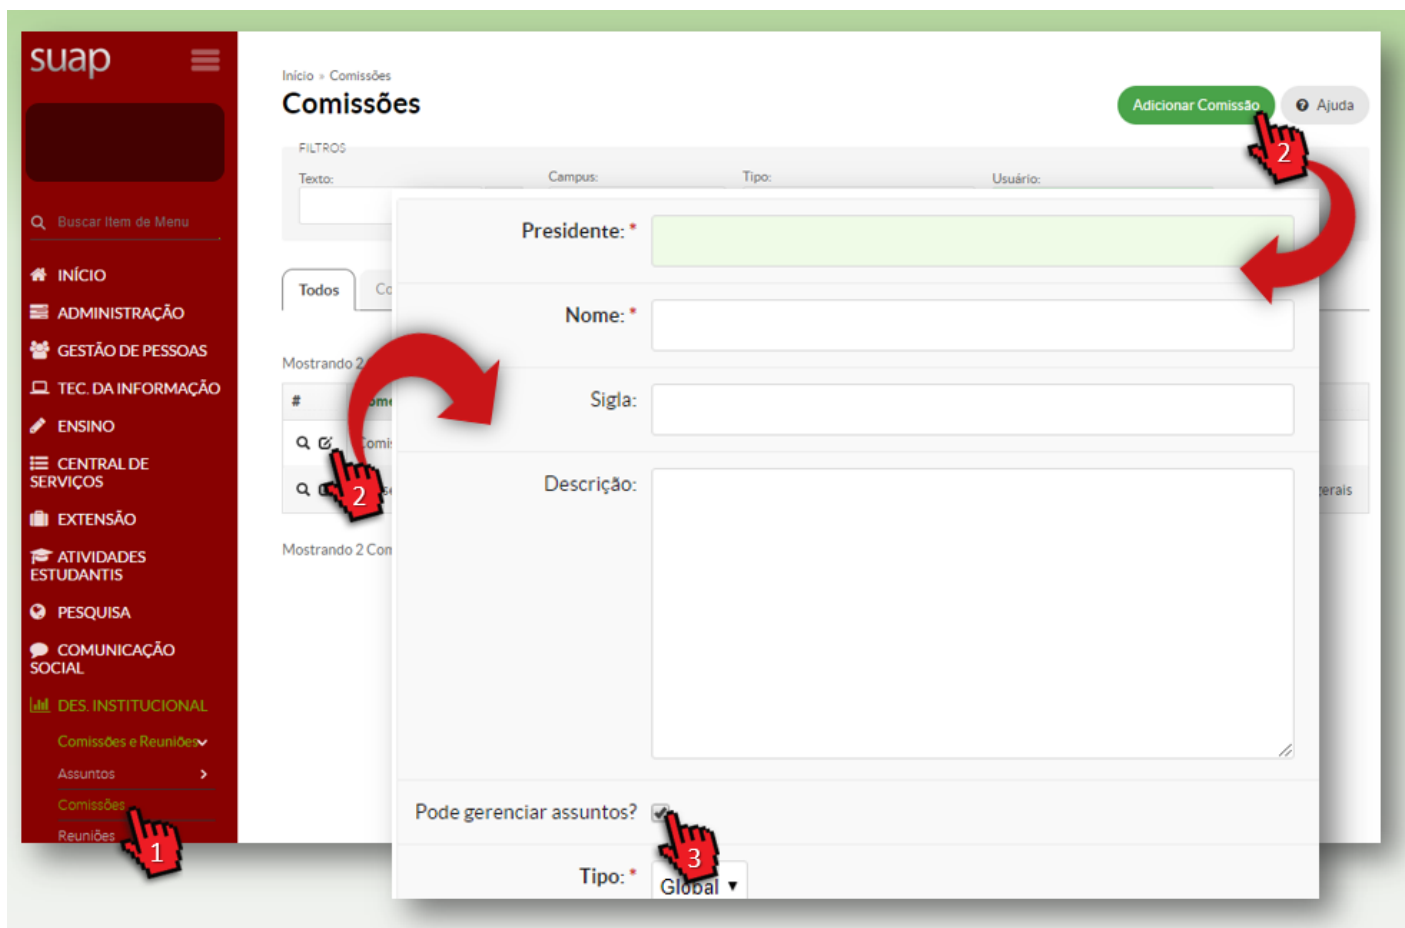 suap
Buscar Item de Menu
INÍCIO
ADMINISTRAÇÃO
GESTÃO DE PESSOAS
TEC. DA INFORMAÇÃO
ENSINO
CENTRAL DE
SERVIÇOS
EXTENSÃO
ATIVIDADES
ESTUDANTIS
PESQUISA
COMUNICAÇÃO
SOCIAL
DES. INSTITUCIONAL
Comissões e Reuniões
Assuntos
Comissões
Reuniões
1
Início » Comissões
Comissões
Adicionar Comissão
Ajuda
2
FILTROS
Texto: Campus: Tipo: Usuário:
Todos
Mostrando 2
#
2
gerais
Mostrando 2 Com
Presidente: *
Nome: *
Sigla:
Descrição:
Pode gerenciar assuntos?
3
Tipo: * Global